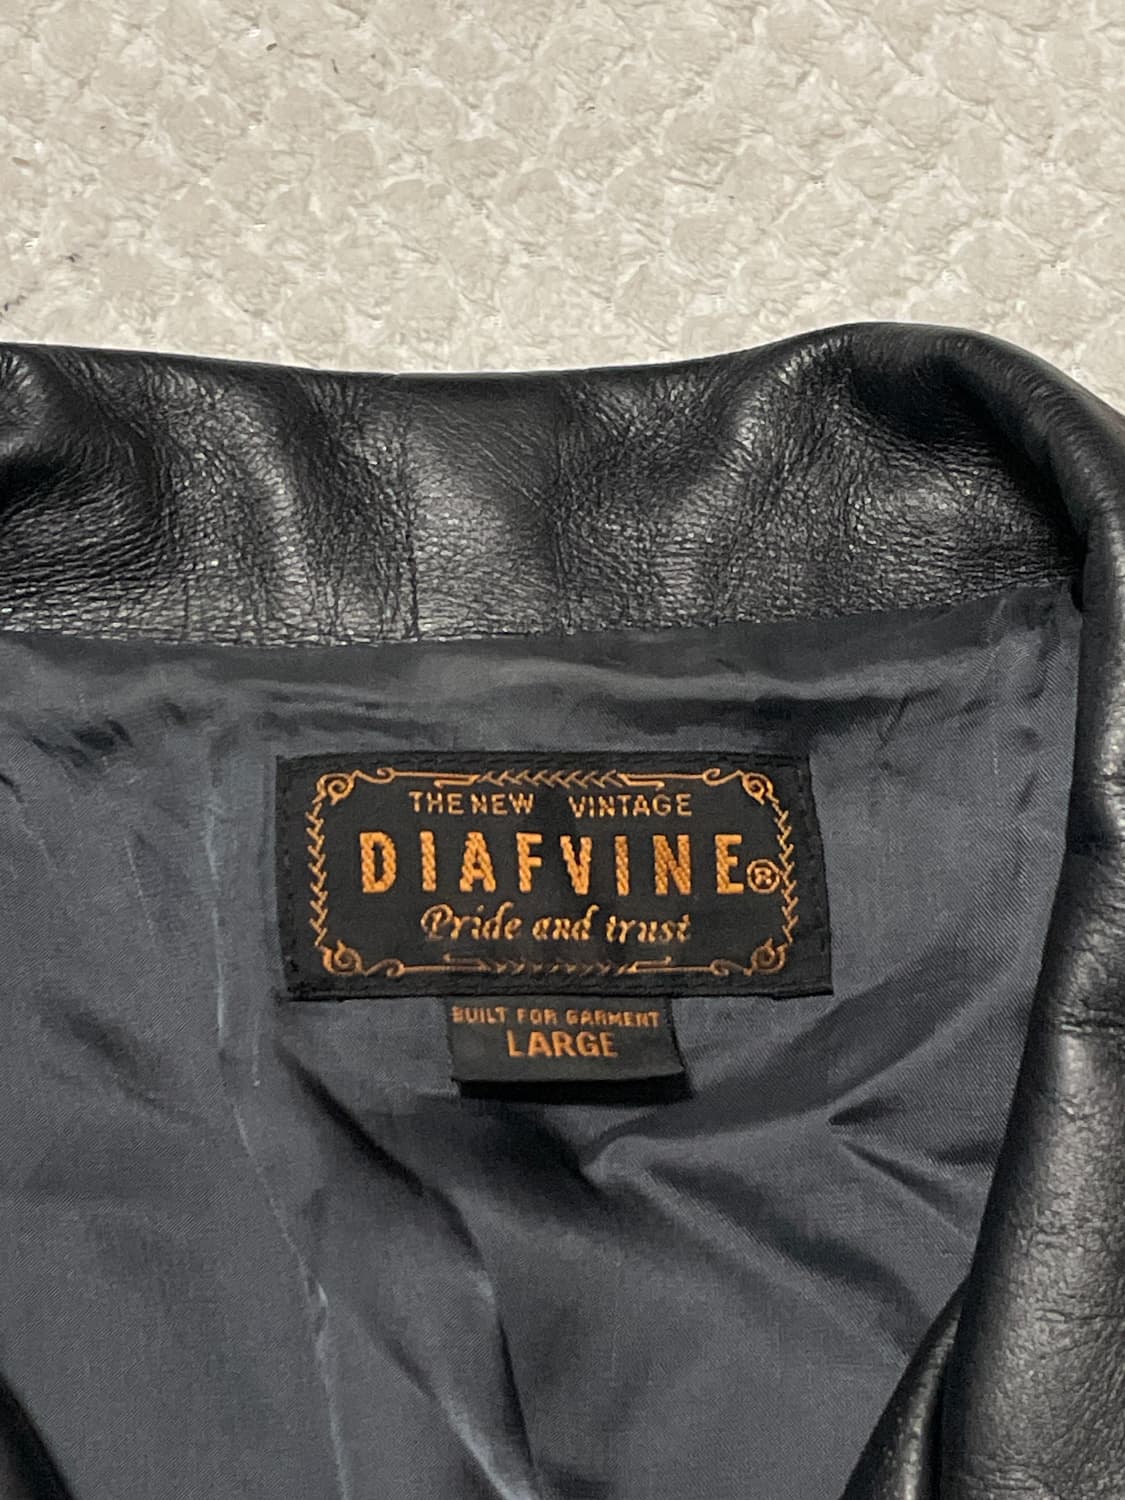 THE NEW VINTAGE
DIAFVINE®
Pride and trust
BUILT FOR GARMENT
LARGE